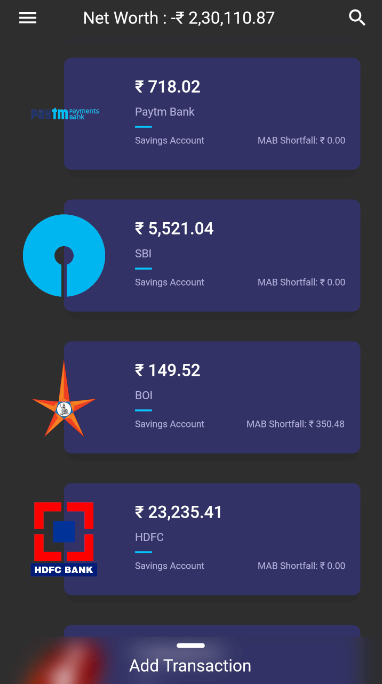 Net Worth : -₹ 2,30,110.87
₹ 718.02
paytm payments bank
Paytm Bank
Savings Account MAB Shortfall: ₹ 0.00
₹ 5,521.04
SBI
Savings Account MAB Shortfall: ₹ 0.00
₹ 149.52
BOI
Savings Account MAB Shortfall: ₹ 350.48
₹ 23,235.41
HDFC
HDFC BANK
Savings Account MAB Shortfall: ₹ 0.00
Add Transaction